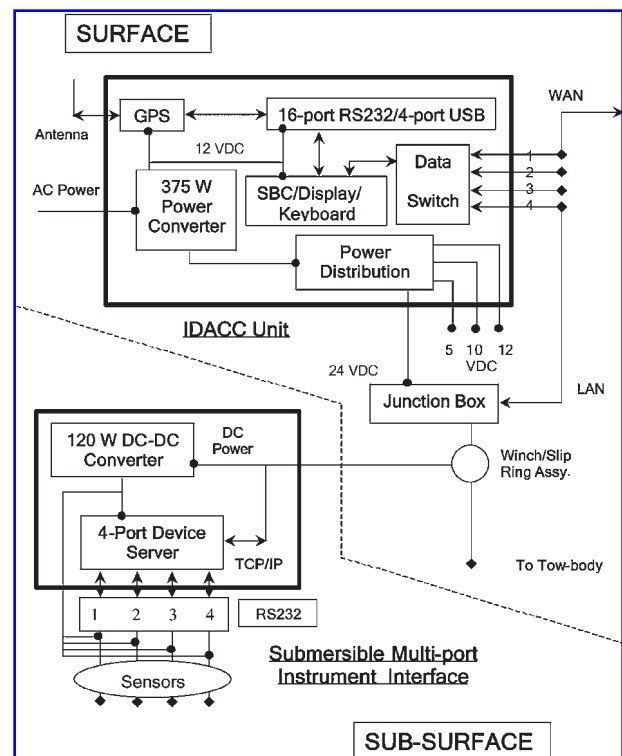 SURFACE
WAN
GPS
16-port RS232/4-port USB
Antenna
12 VDC
AC Power
375 W
Power
Converter
SBC/Display/
Keyboard
Data
Switch
1
2
3
4
Power
Distribution
IDACC Unit
5 10 12
VDC
24 VDC
LAN
Junction Box
120 W DC-DC
Converter
DC
Power
Winch/Slip
Ring Assy.
4-Port Device
Server
TCP/IP
To Tow-body
1 2 3 4
RS232
Submersible Multi-port
Instrument Interface
Sensors
SUB-SURFACE